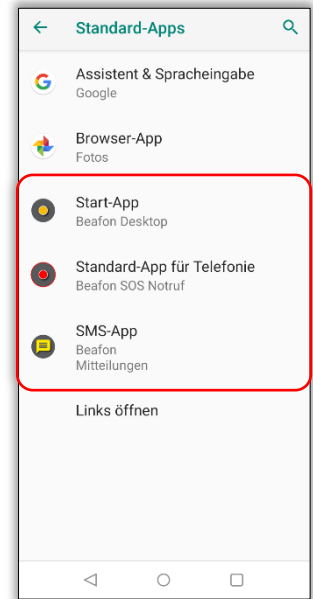 Standard-Apps
Assistent & Spracheingabe
Google
Browser-App
Fotos
Start-App
Beafon Desktop
Standard-App für Telefonie
Beafon SOS Notruf
SMS-App
Beafon
Mitteilungen
Links öffnen